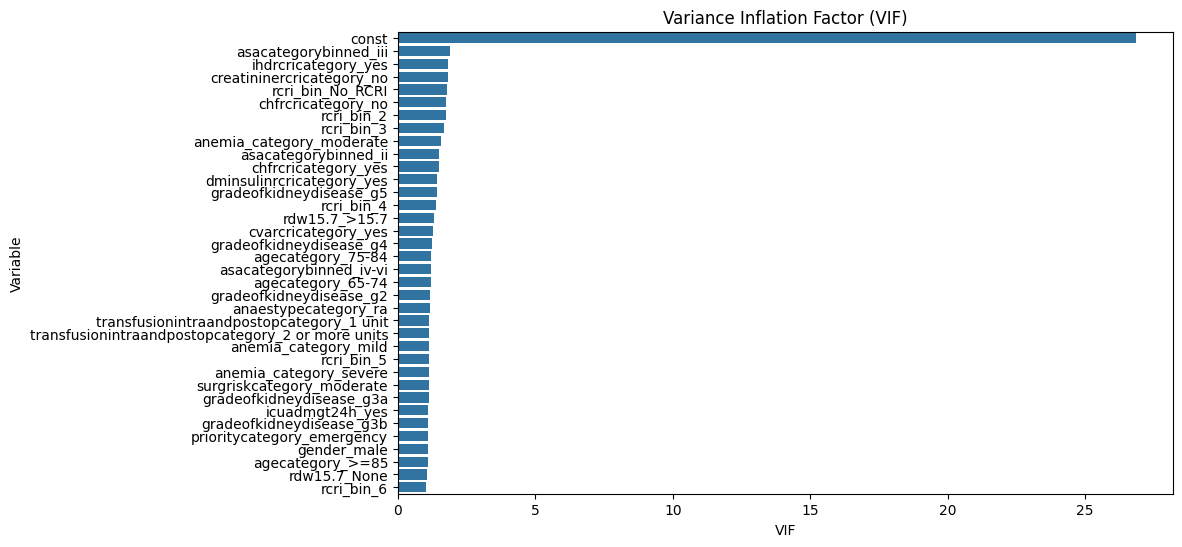 Variance Inflation Factor (VIF)
const
asacategorybinned_iii
ihdrcricategory_yes
creatininercricategory_no
rcri_bin_No_RCRI
chfrcricategory_no
rcri_bin_2
rcri_bin_3
anemia_category_moderate
asacategorybinned_ii
chfrcricategory_yes
dminsulinrcricategory_yes
gradeofkidneydisease_g5
rcri_bin_4
rdw15.7_>15.7
cvarcricategory_yes
gradeofkidneydisease_g4
agecategory_75-84
asacategorybinned_iv-vi
agecategory_65-74
gradeofkidneydisease_g2
anaestypecategory_ra
transfusionintraandpostopcategory_1 unit
transfusionintraandpostopcategory_2 or more units
anemia_category_mild
rcri_bin_5
anemia_category_severe
surgriskcategory_moderate
gradeofkidneydisease_g3a
icuadmgt24h_yes
gradeofkidneydisease_g3b
prioritycategory_emergency
gender_male
agecategory_>=85
rdw15.7_None
rcri_bin_6
Variable
0 5 10 15 20 25
VIF